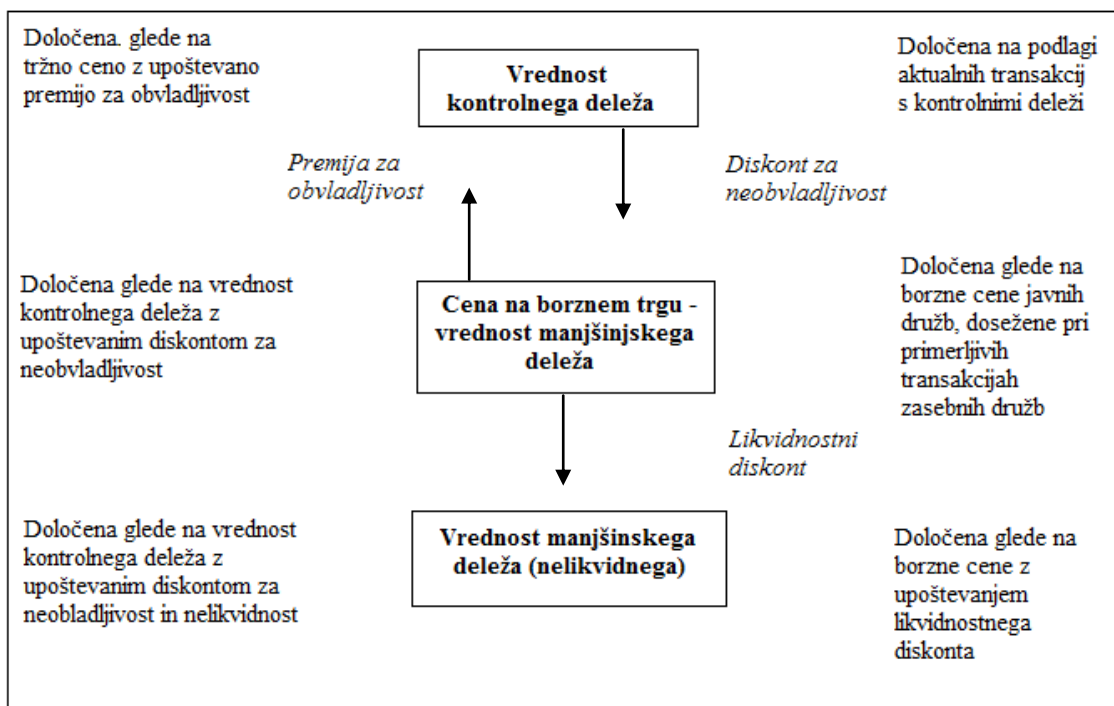 Določena. glede na
tržno ceno z upoštevano
premijo za obvladljivost
Vrednost
kontrolnega deleža
Določena na podlagi
aktualnih transakcij
s kontrolnimi deleži
Premija za
obvladljivost
Diskont za
neobvladljivost
Določena glede na vrednost
kontrolnega deleža z
upoštevanim diskontom za
neobvladljivost
Cena na borznem trgu -
vrednost manjšinjskega
deleža
Določena glede na
borzne cene javnih
družb, dosežene pri
primerljivih
transakcijah
zasebnih družb
Likvidnostni
diskont
Določena glede na vrednost
kontrolnega deleža z
upoštevanim diskontom za
neobladljivost in nelikvidnost
Vrednost manjšinskega
deleža (nelikvidnega)
Določena glede na
borzne cene z
upoštevanjem
likvidnostnega
diskonta